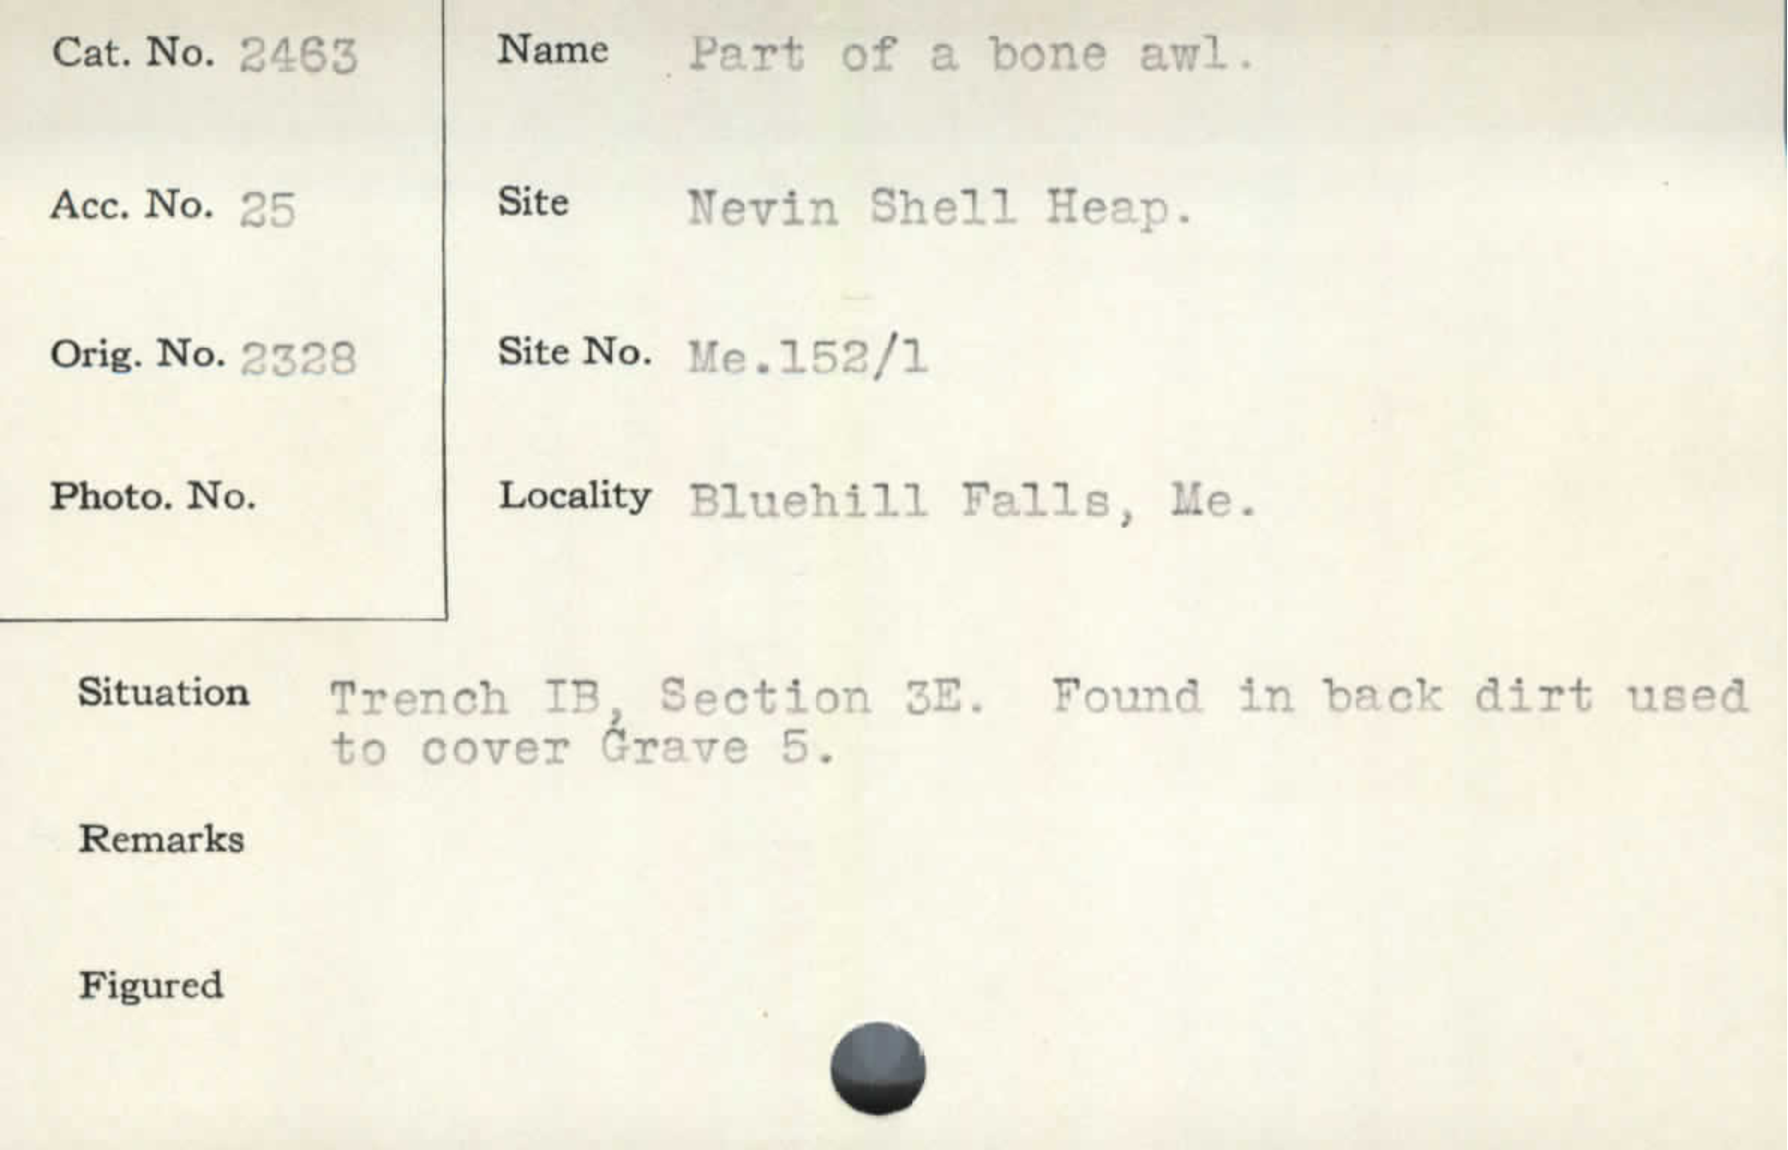 Cat. No. 2463
Name Part of a bone awl.
Acc. No. 25
Site Nevin Shell Heap.
Orig. No. 2328
Site No. Me.152/1
Photo. No.
Locality Bluehill Falls, Me.
Situation Trench IB, Section 3E. Found in back dirt used
to cover Grave 5.
Remarks
Figured